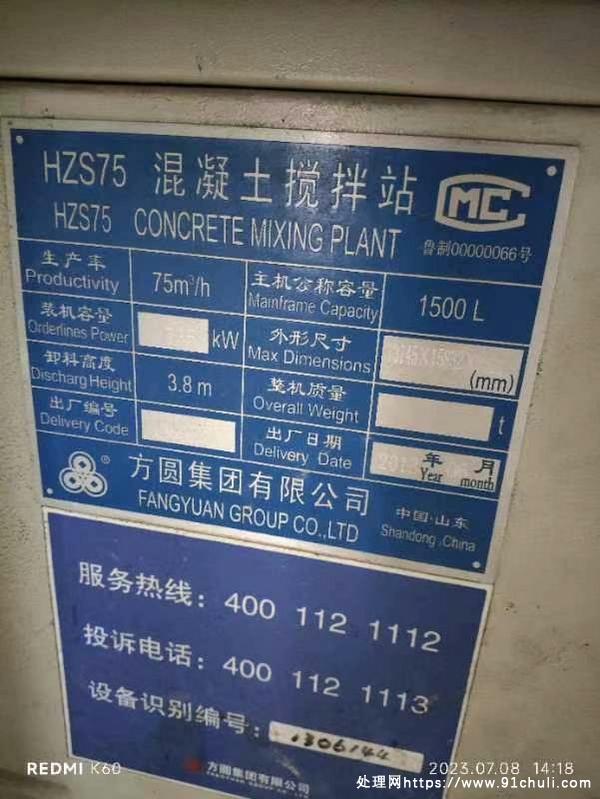 HZS75 混凝土搅拌站
HZS75 CONCRETE MIXING PLANT
MC
鲁制00000066号
生产率 75m³/h 主机公称容量 1500 L
Productivity Mainframe Capacity
装机容量 kW 外形尺寸 (mm)
Orderlines Power Max Dimensions
卸料高度 3.8 m 整机质量 t
Discharg Height Overall Weight
出厂编号 出厂日期 年 月
Delivery Code Delivery Date Year month
® 方圆集团有限公司 中国·山东
FANGYUAN GROUP CO.,LTD Shandong,China
服务热线：400 112 1112
投诉电话：400 112 1113
设备识别编号：
方圆集团有限公司
FANGYUAN GROUP CO.,LTD
REDMI K60
2023.07.08 14:18
处理网https://www.91chuli.com